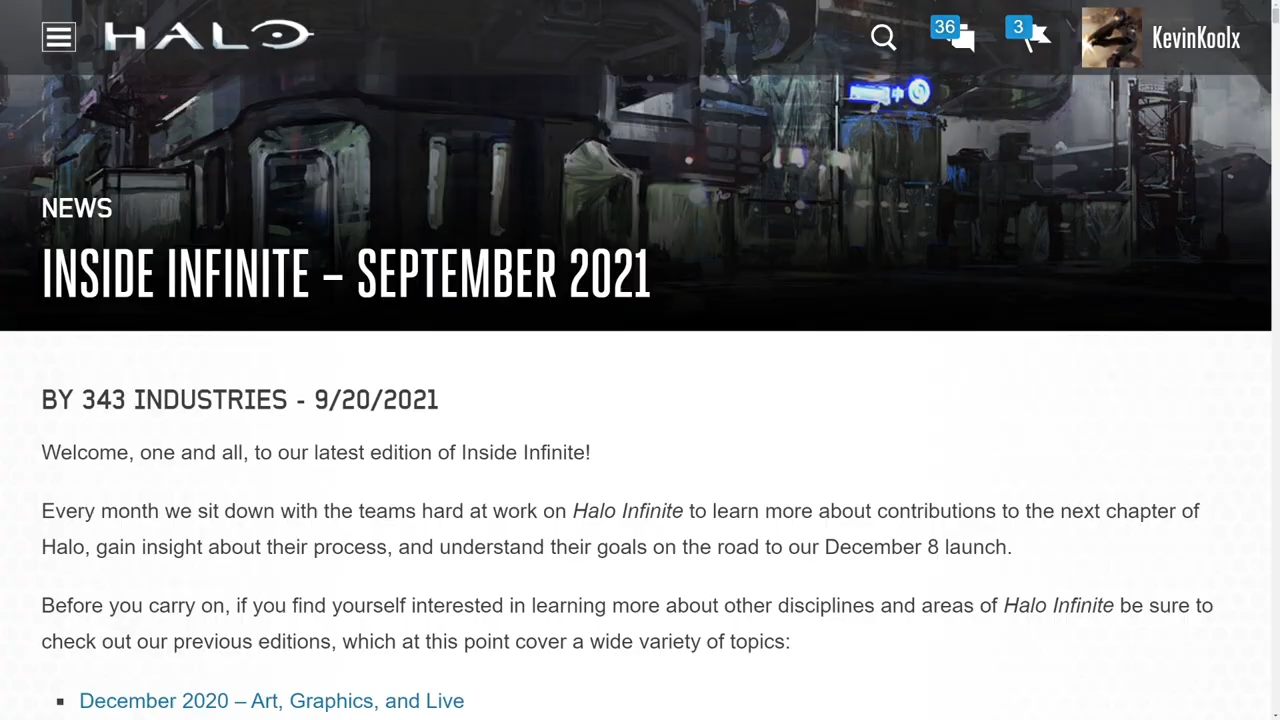 HALO
36
3
KevinKoolx
NEWS
INSIDE INFINITE – SEPTEMBER 2021
BY 343 INDUSTRIES - 9/20/2021
Welcome, one and all, to our latest edition of Inside Infinite!
Every month we sit down with the teams hard at work on Halo Infinite to learn more about contributions to the next chapter of
Halo, gain insight about their process, and understand their goals on the road to our December 8 launch.
Before you carry on, if you find yourself interested in learning more about other disciplines and areas of Halo Infinite be sure to
check out our previous editions, which at this point cover a wide variety of topics:
▪ December 2020 – Art, Graphics, and Live